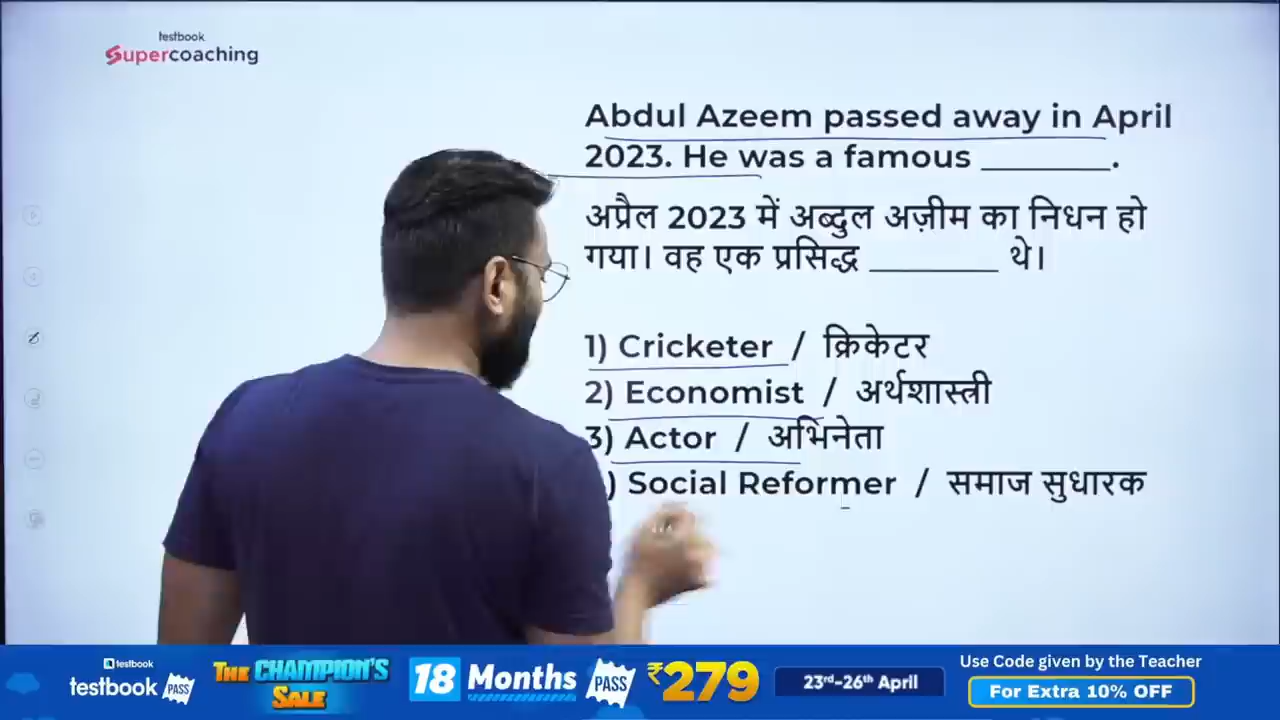 testbook
Supercoaching
Abdul Azeem passed away in April
2023. He was a famous ________.
अप्रैल 2023 में अब्दुल अज़ीम का निधन हो
गया। वह एक प्रसिद्ध ________ थे।
1) Cricketer / क्रिकेटर
2) Economist / अर्थशास्त्री
3) Actor / अभिनेता
) Social Reformer / समाज सुधारक
testbook
testbook PASS
THE CHAMPION'S
SALE
18 Months PASS ₹279
23rd-26th April
Use Code given by the Teacher
For Extra 10% OFF